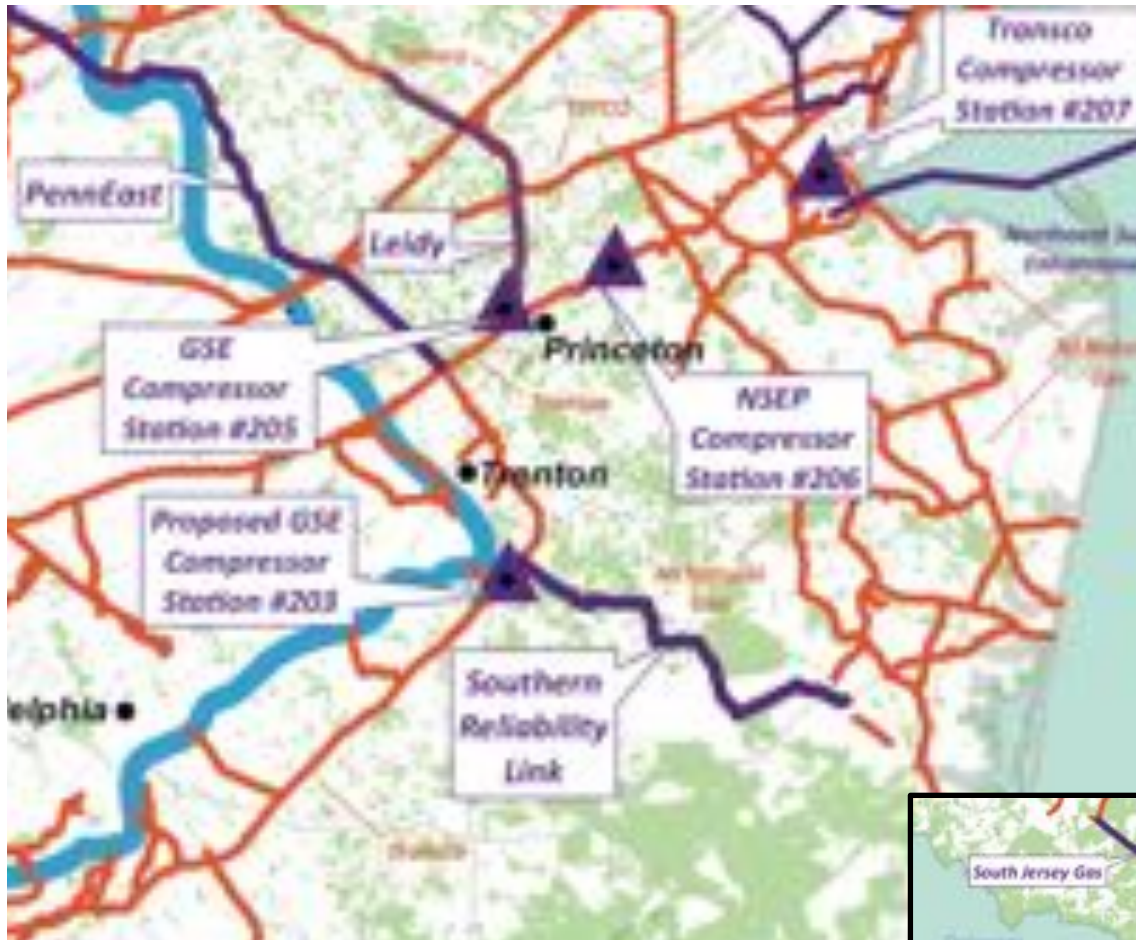 Transco
Compressor
Station #207
PennEast
Leidy
GSE
Compressor
Station #205
Princeton
NSEP
Compressor
Station #206
Trenton
Proposed GSE
Compressor
Station #203
Southern
Reliability
Link
elphia
South Jersey Gas